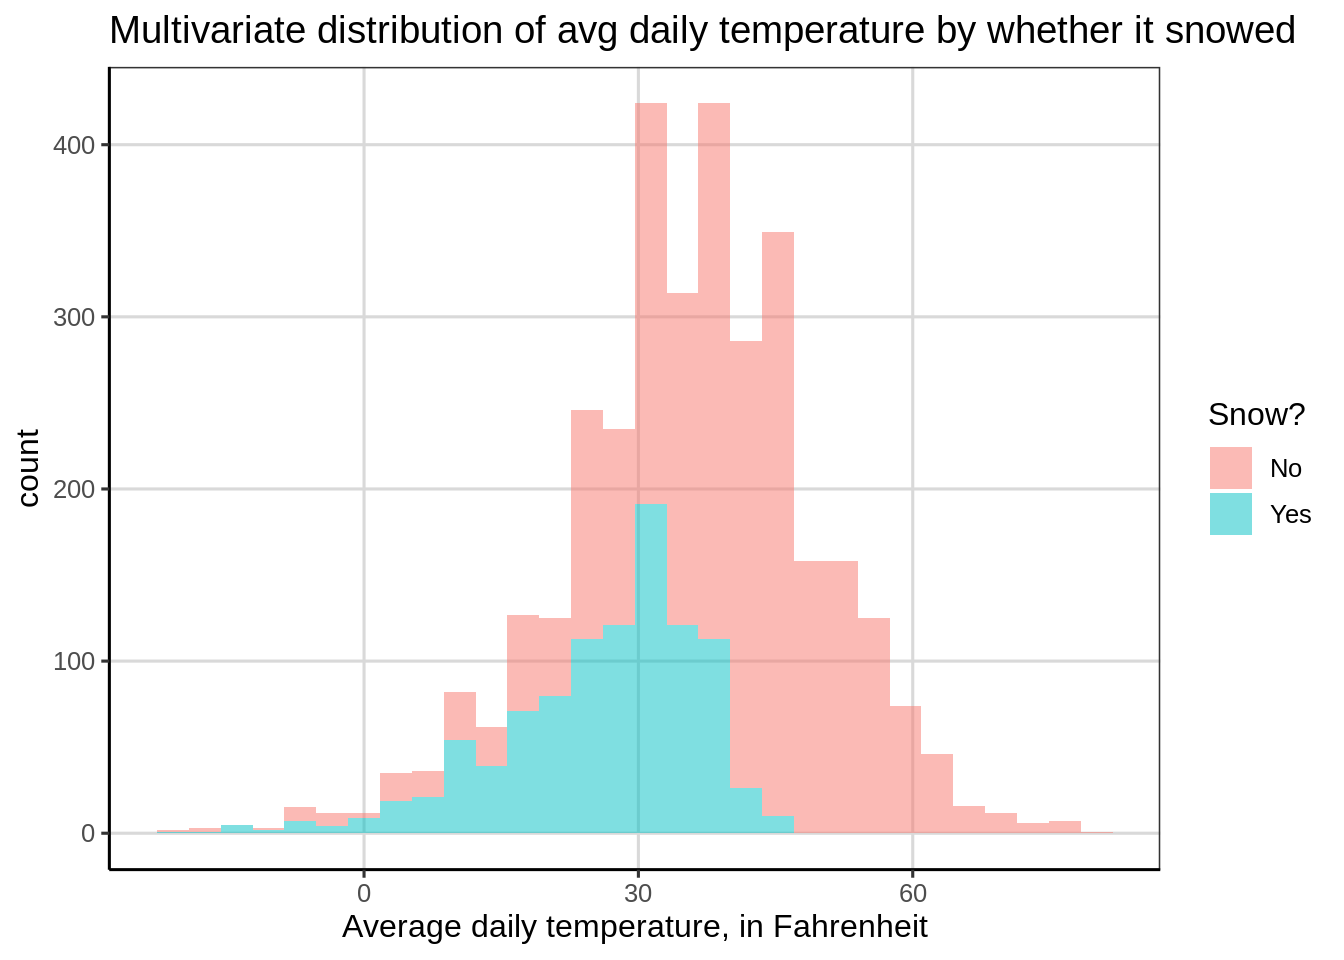 Multivariate distribution of avg daily temperature by whether it snowed
400
300
200
100
0
count
0 30 60
Average daily temperature, in Fahrenheit
Snow?
No
Yes